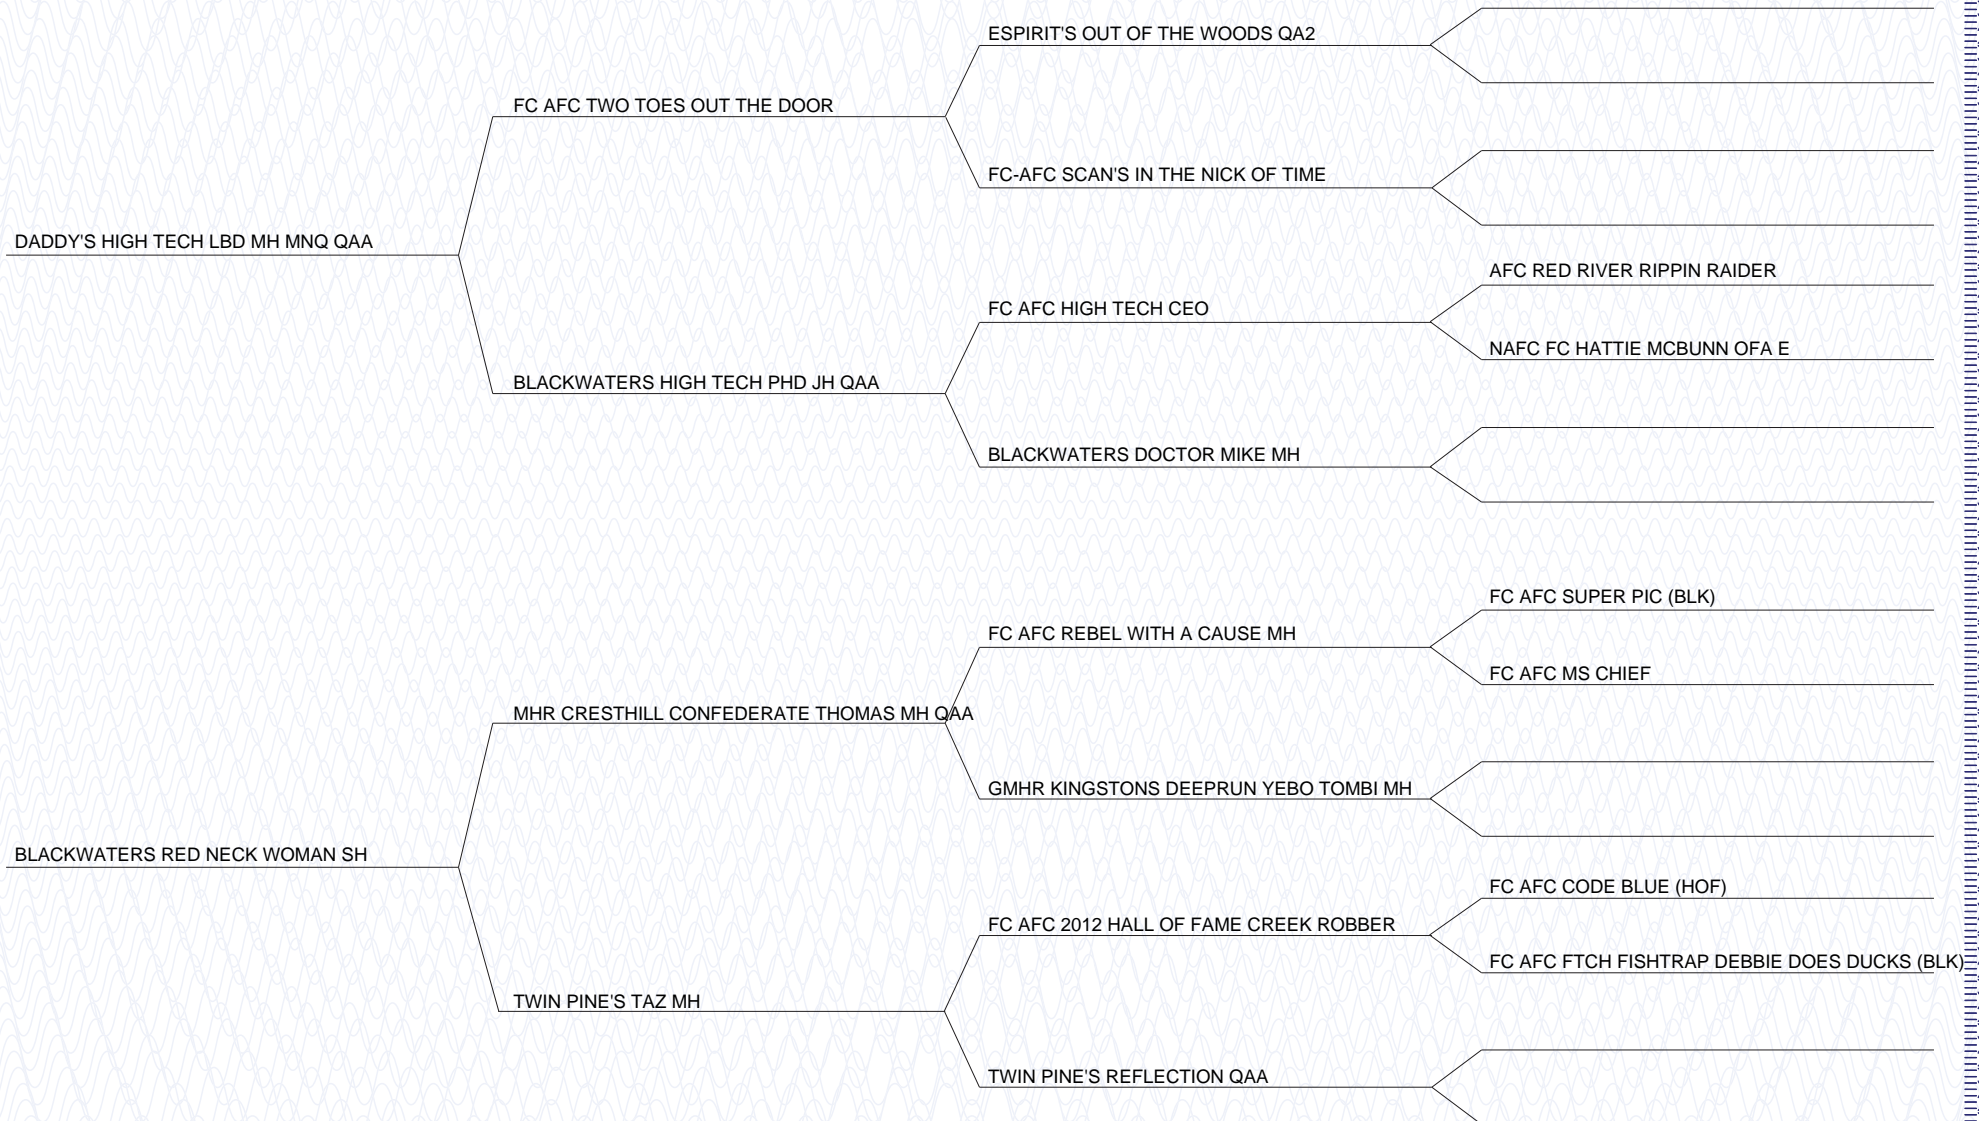 ESPIRIT'S OUT OF THE WOODS QA2
FC AFC TWO TOES OUT THE DOOR
FC-AFC SCAN'S IN THE NICK OF TIME
DADDY'S HIGH TECH LBD MH MNQ QAA
AFC RED RIVER RIPPIN RAIDER
FC AFC HIGH TECH CEO
NAFC FC HATTIE MCBUNN OFA E
BLACKWATERS HIGH TECH PHD JH QAA
BLACKWATERS DOCTOR MIKE MH
FC AFC SUPER PIC (BLK)
FC AFC REBEL WITH A CAUSE MH
FC AFC MS CHIEF
MHR CRESTHILL CONFEDERATE THOMAS MH QAA
GMHR KINGSTONS DEEPRUN YEBO TOMBI MH
BLACKWATERS RED NECK WOMAN SH
FC AFC CODE BLUE (HOF)
FC AFC 2012 HALL OF FAME CREEK ROBBER
FC AFC FTCH FISHTRAP DEBBIE DOES DUCKS (BLK)
TWIN PINE'S TAZ MH
TWIN PINE'S REFLECTION QAA